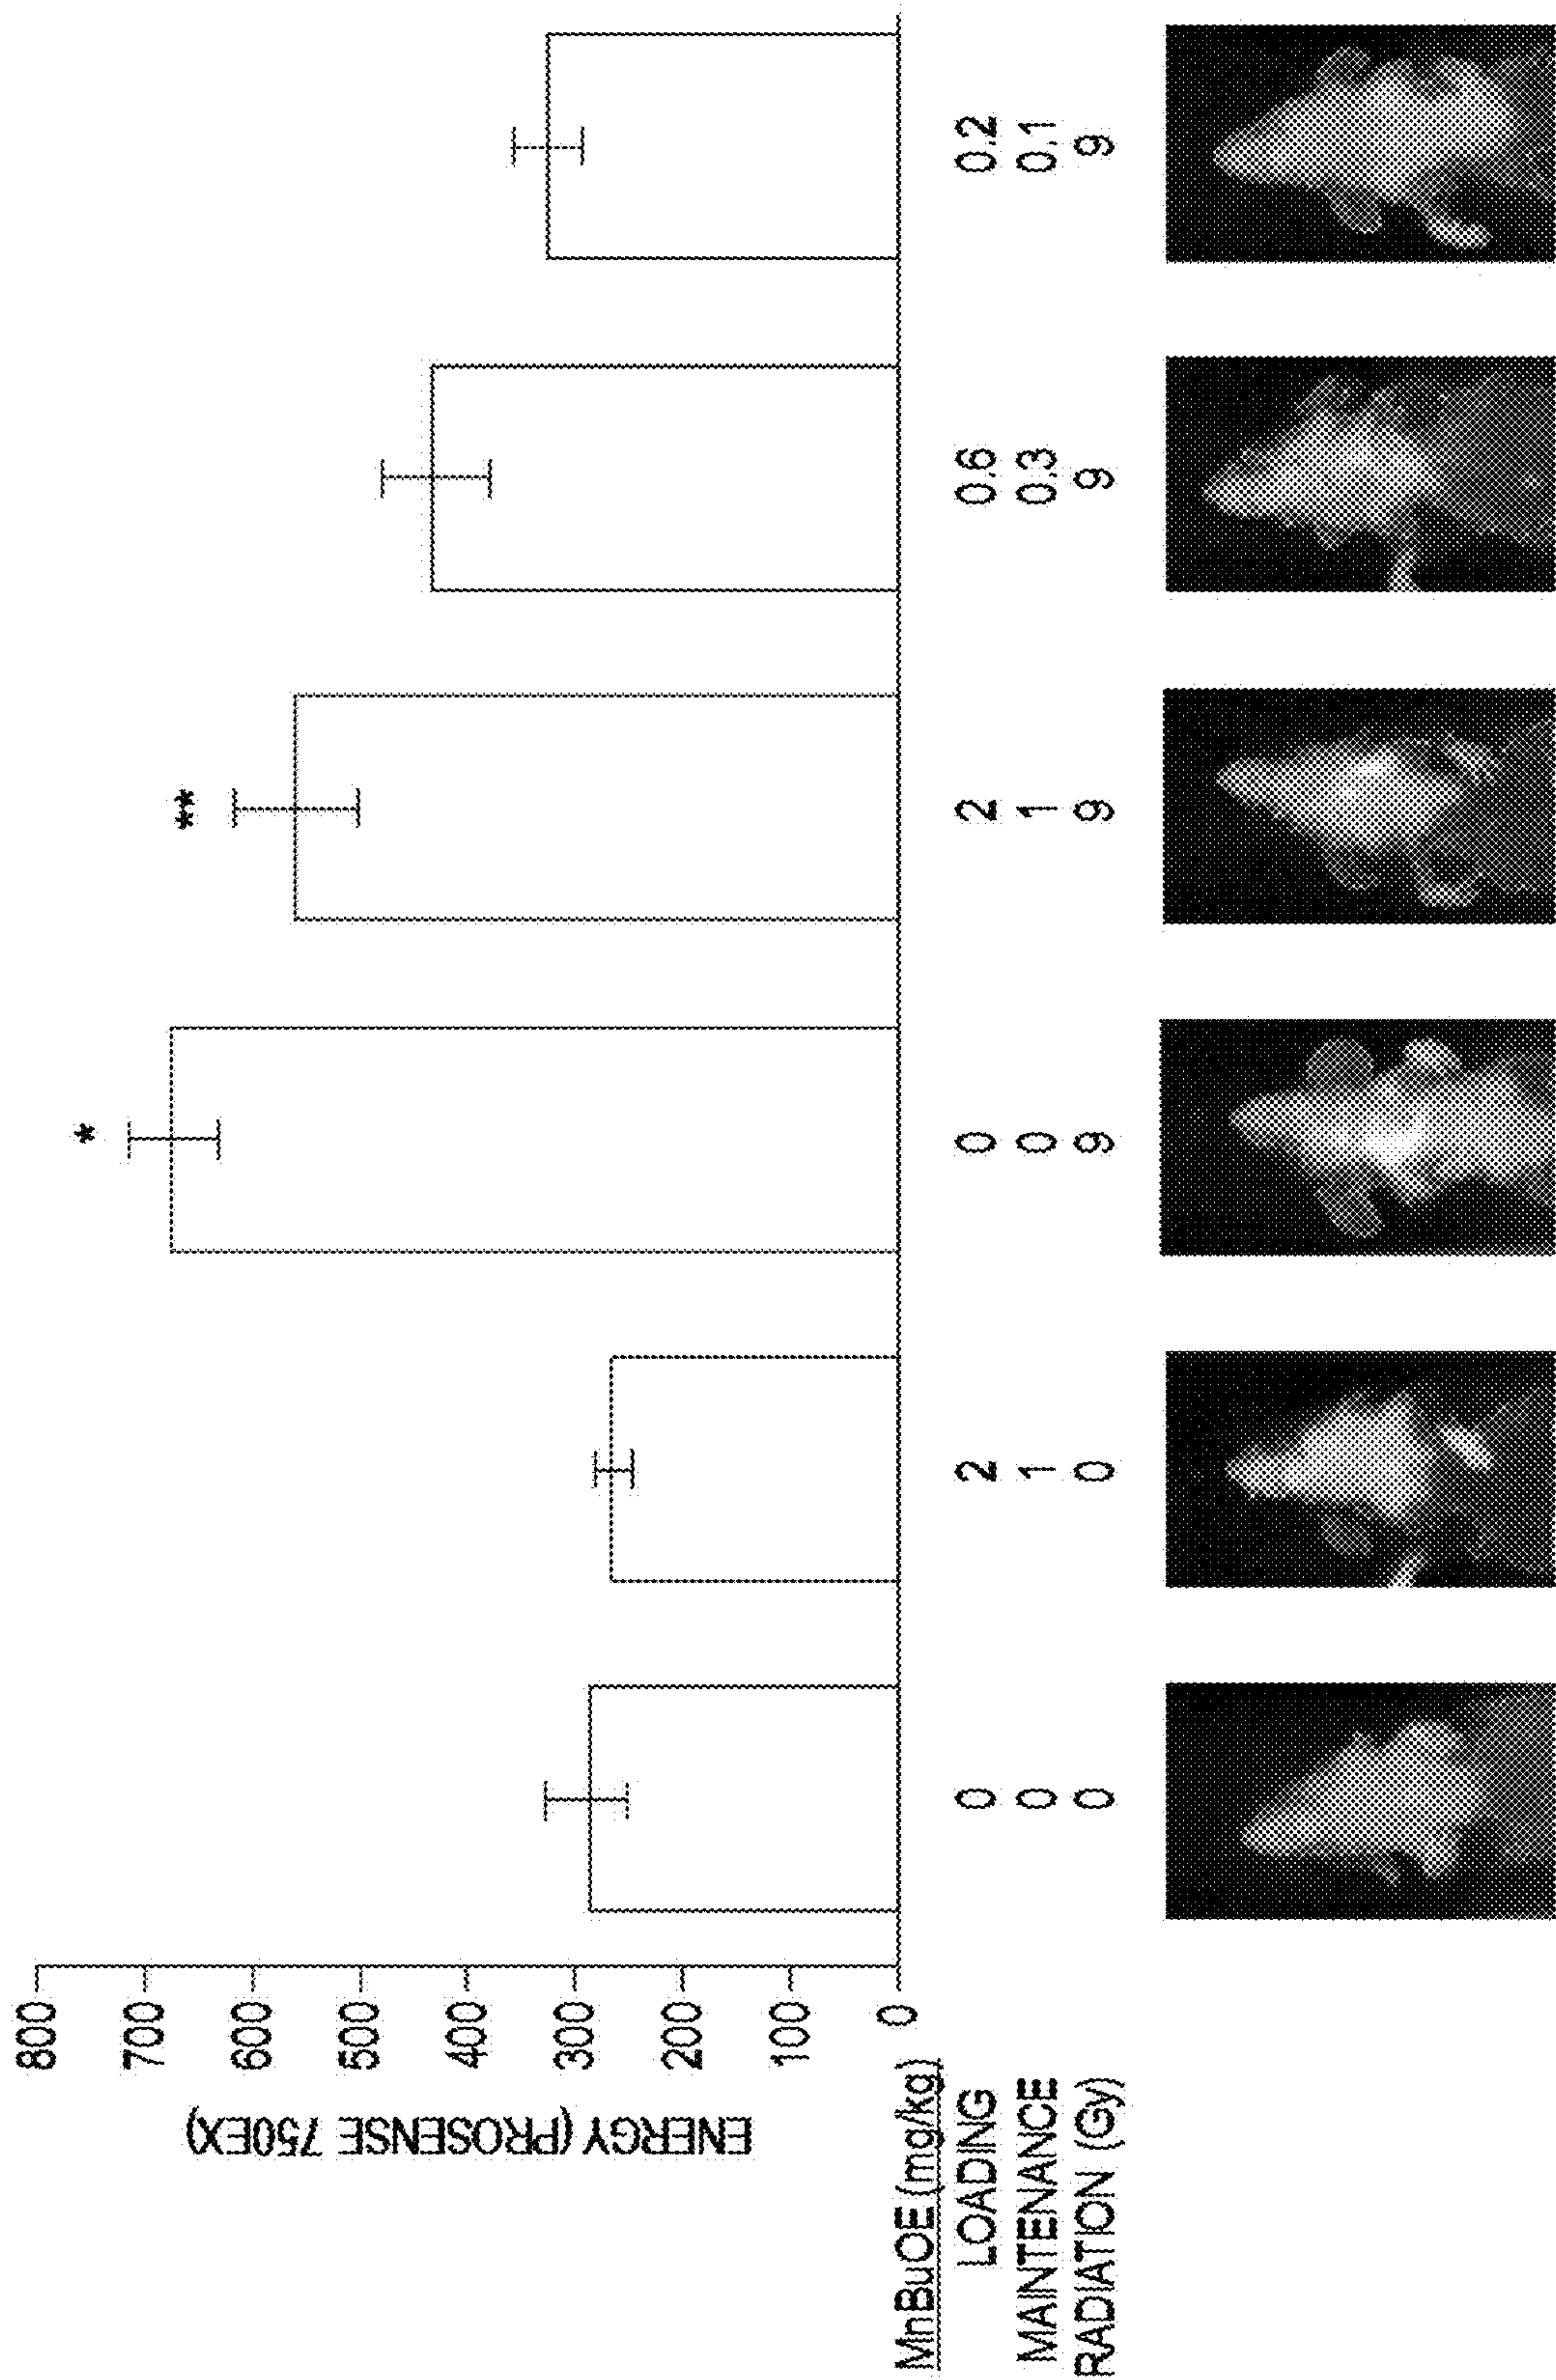 ENERGY (PROSENSE 750EX)
800
700
600
500
400
300
200
100
0
*
**
MnBuOE (mg/kg)
LOADING 0 2 0 2 0.6 0.2
MAINTENANCE 0 1 0 1 0.3 0.1
RADIATION (Gy) 0 0 9 9 9 9